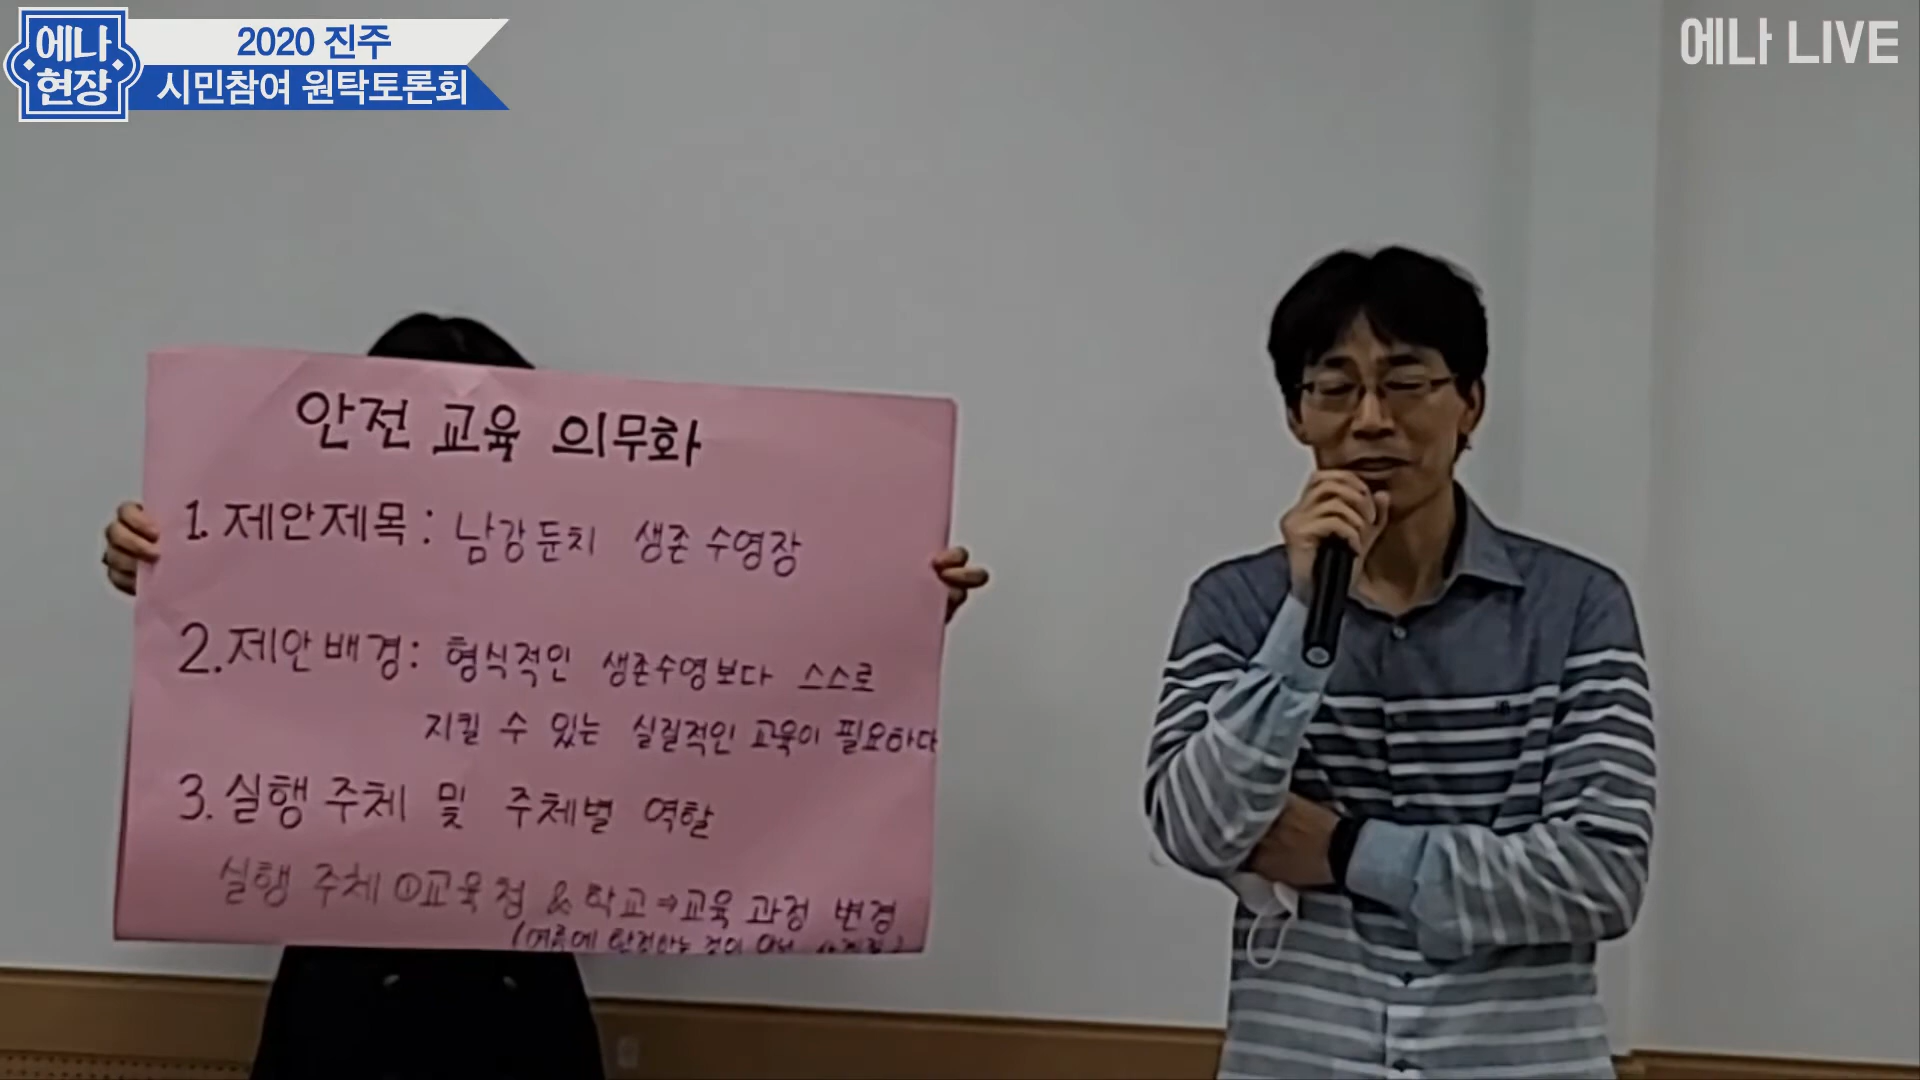 에나
현장
2020 진주
시민참여 원탁토론회
에나 LIVE
안전 교육 의무화
1. 제안제목 : 남강둔치 생존 수영장
2. 제안배경 : 형식적인 생존수영보다 스스로
지킬 수 있는 실질적인 교육이 필요하다
3. 실행 주체 및 주체별 역할
실행 주체 ①교육청 & 학교⇒교육 과정 변경